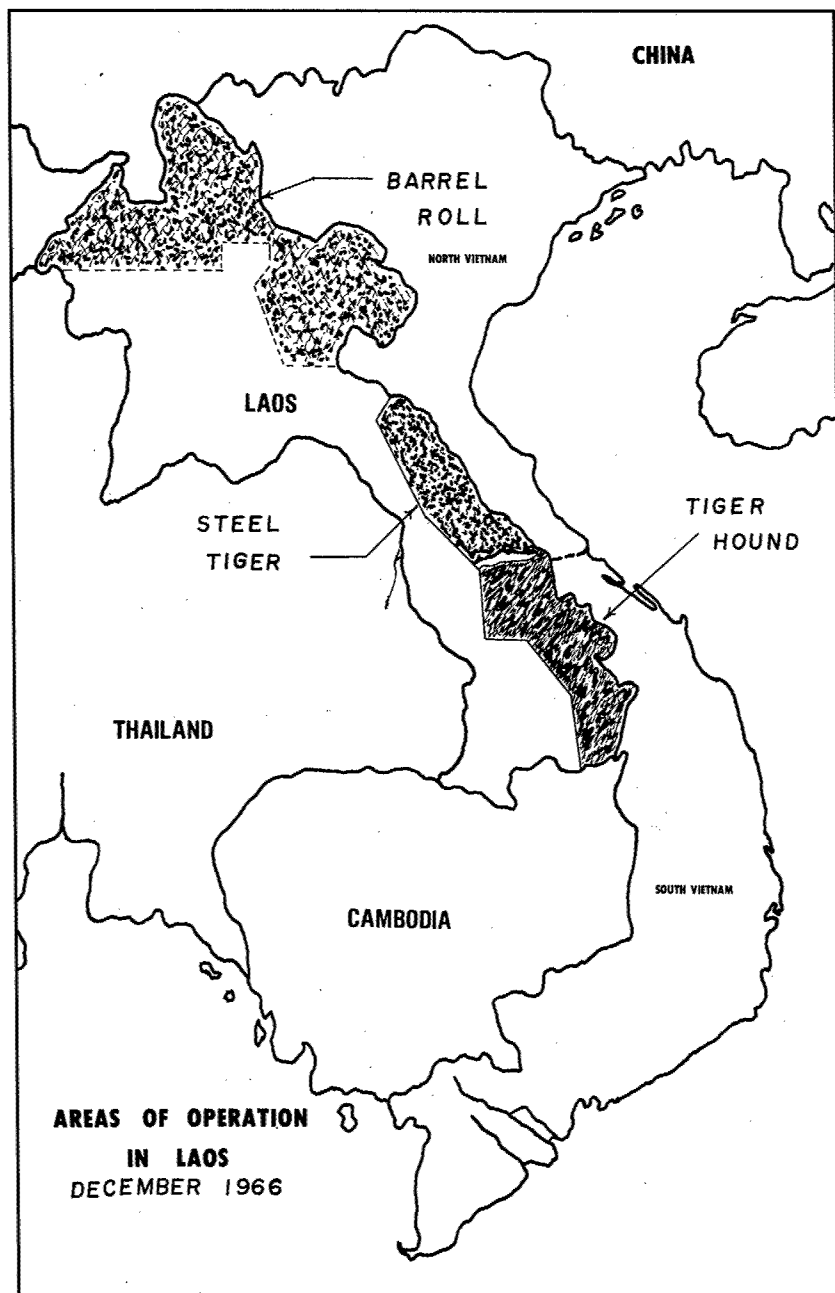 CHINA
BARREL
ROLL
NORTH VIETNAM
LAOS
STEEL
TIGER
TIGER
HOUND
THAILAND
SOUTH VIETNAM
CAMBODIA
AREAS OF OPERATION
IN LAOS
DECEMBER 1966